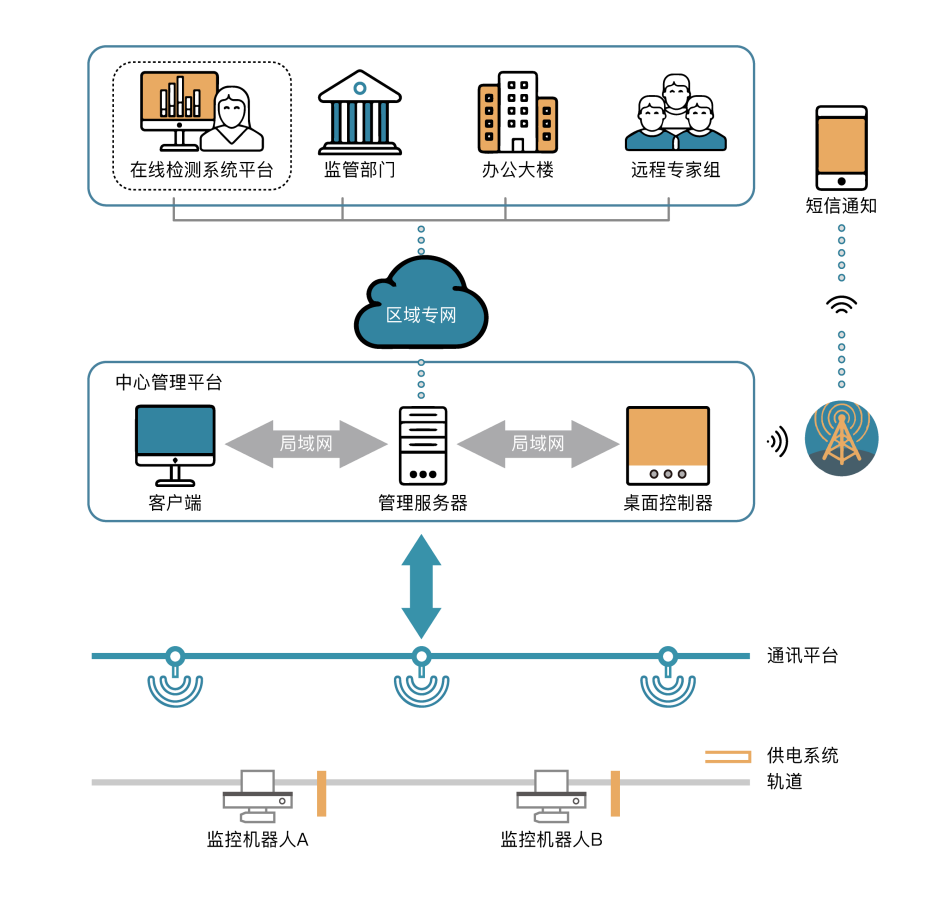 在线检测系统平台
监管部门
办公大楼
远程专家组
短信通知
区域专网
中心管理平台
局域网
局域网
客户端
管理服务器
桌面控制器
通讯平台
供电系统
轨道
监控机器人A
监控机器人B